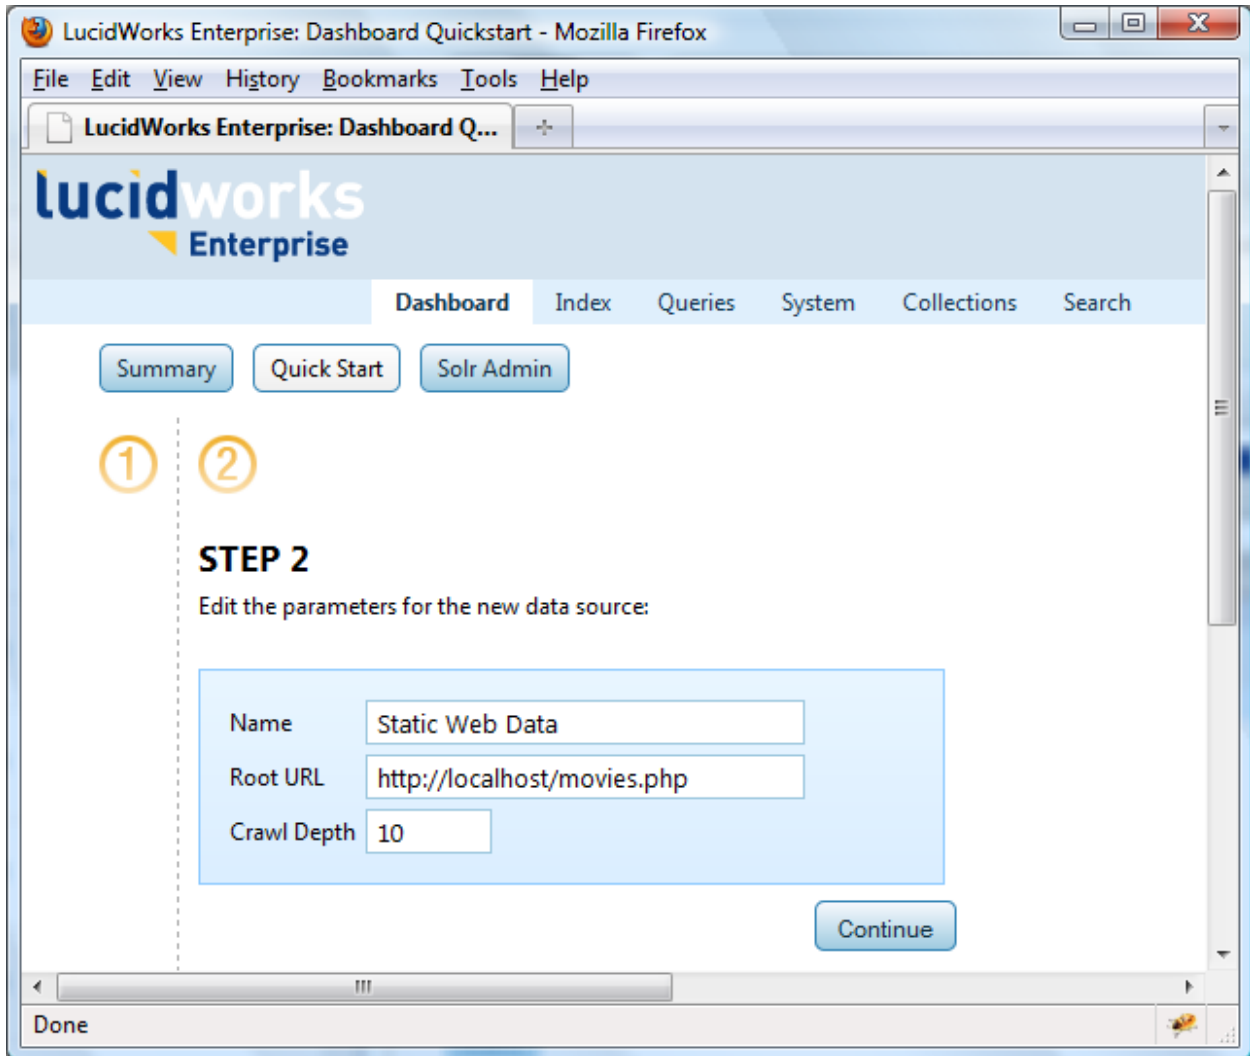 LucidWorks Enterprise: Dashboard Quickstart - Mozilla Firefox
File Edit View History Bookmarks Tools Help
LucidWorks Enterprise: Dashboard Q...
lucidworks
Enterprise
Dashboard Index Queries System Collections Search
Summary Quick Start Solr Admin
1 2
STEP 2
Edit the parameters for the new data source:
Name Static Web Data
Root URL http://localhost/movies.php
Crawl Depth 10
Continue
Done